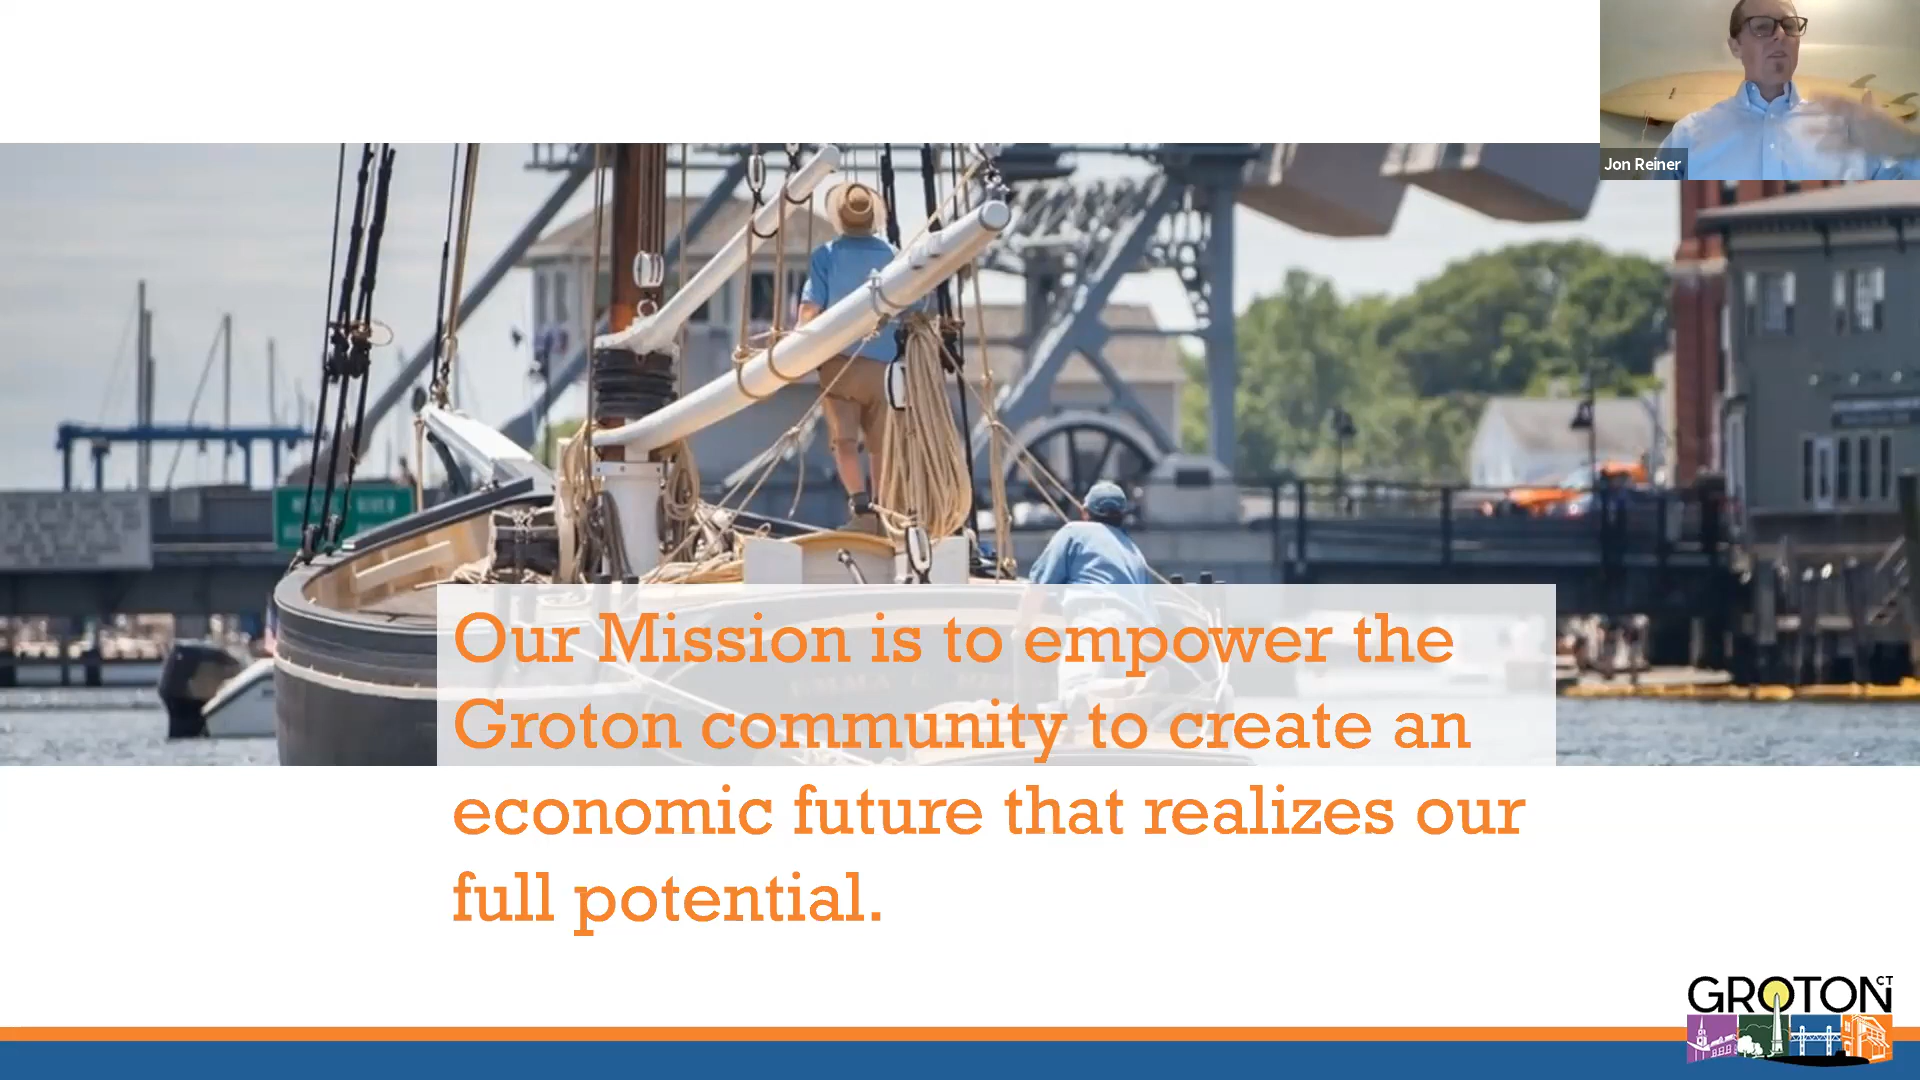 Jon Reiner
Our Mission is to empower the
Groton community to create an
economic future that realizes our
full potential.
GROTON CT